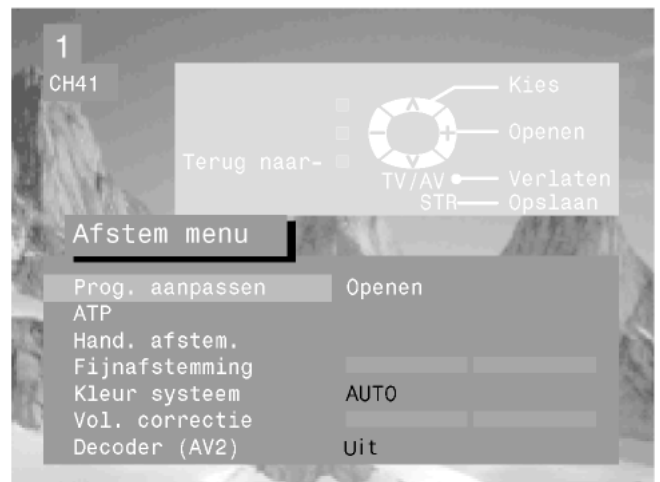 1
CH41
Kies
Openen
Terug naar-
TV/AV Verlaten
STR Opslaan
Afstem menu
Prog. aanpassen Openen
ATP
Hand. afstem.
Fijnafstemming
Kleur systeem AUTO
Vol. correctie
Decoder (AV2) Uit